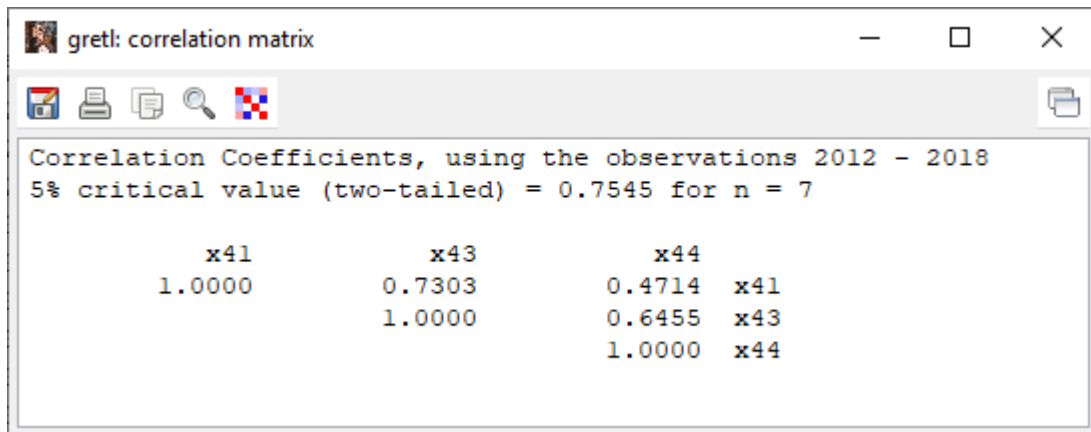 gretl: correlation matrix
Correlation Coefficients, using the observations 2012 - 2018
5% critical value (two-tailed) = 0.7545 for n = 7
x41 x43 x44
1.0000 0.7303 0.4714 x41
1.0000 0.6455 x43
1.0000 x44